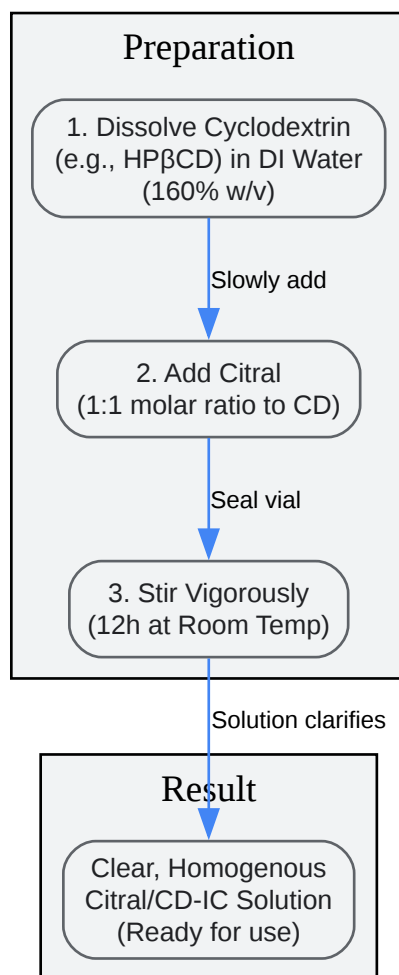 Preparation
1. Dissolve Cyclodextrin
(e.g., HPβCD) in DI Water
(160% w/v)
Slowly add
2. Add Citral
(1:1 molar ratio to CD)
Seal vial
3. Stir Vigorously
(12h at Room Temp)
Solution clarifies
Result
Clear, Homogenous
Citral/CD-IC Solution
(Ready for use)